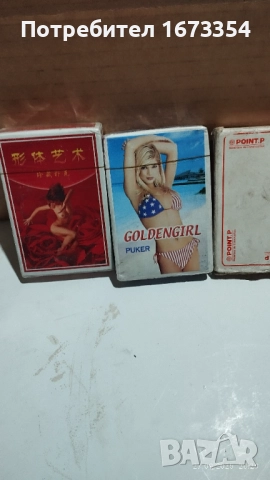 Потребител 1673354
形体艺术
GOLDENGIRL
PUKER
POINT.P
POINT.P
BAZAR